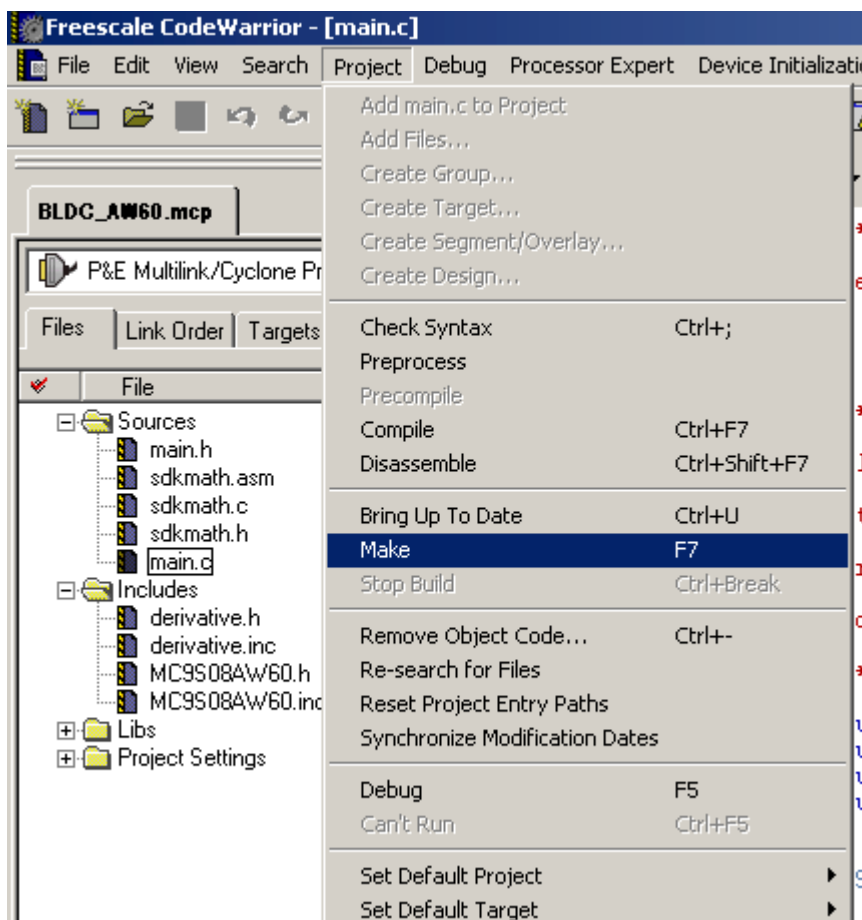 Freescale CodeWarrior - [main.c]
File Edit View Search Project Debug Processor Expert Device
BLDC_AW60.mcp
P&E Multilink/Cyclone
Files Link Order Targets
File
Sources
main.h
sdkmath.asm
sdkmath.c
sdkmath.h
main.c
Includes
derivative.h
derivative.inc
MC9S08AW60.h
MC9S08AW60.inc
Libs
Project Settings
Add main.c to Project
Add Files...
Create Group...
Create Target...
Create Segment/Overlay...
Create Design...
Check Syntax Ctrl+;
Preprocess
Precompile
Compile Ctrl+F7
Disassemble Ctrl+Shift+F7
Bring Up To Date Ctrl+U
Make F7
Stop Build Ctrl+Break
Remove Object Code... Ctrl+-
Re-search for Files
Reset Project Entry Paths
Synchronize Modification Dates
Debug F5
Can't Run Ctrl+F5
Set Default Project
Set Default Target